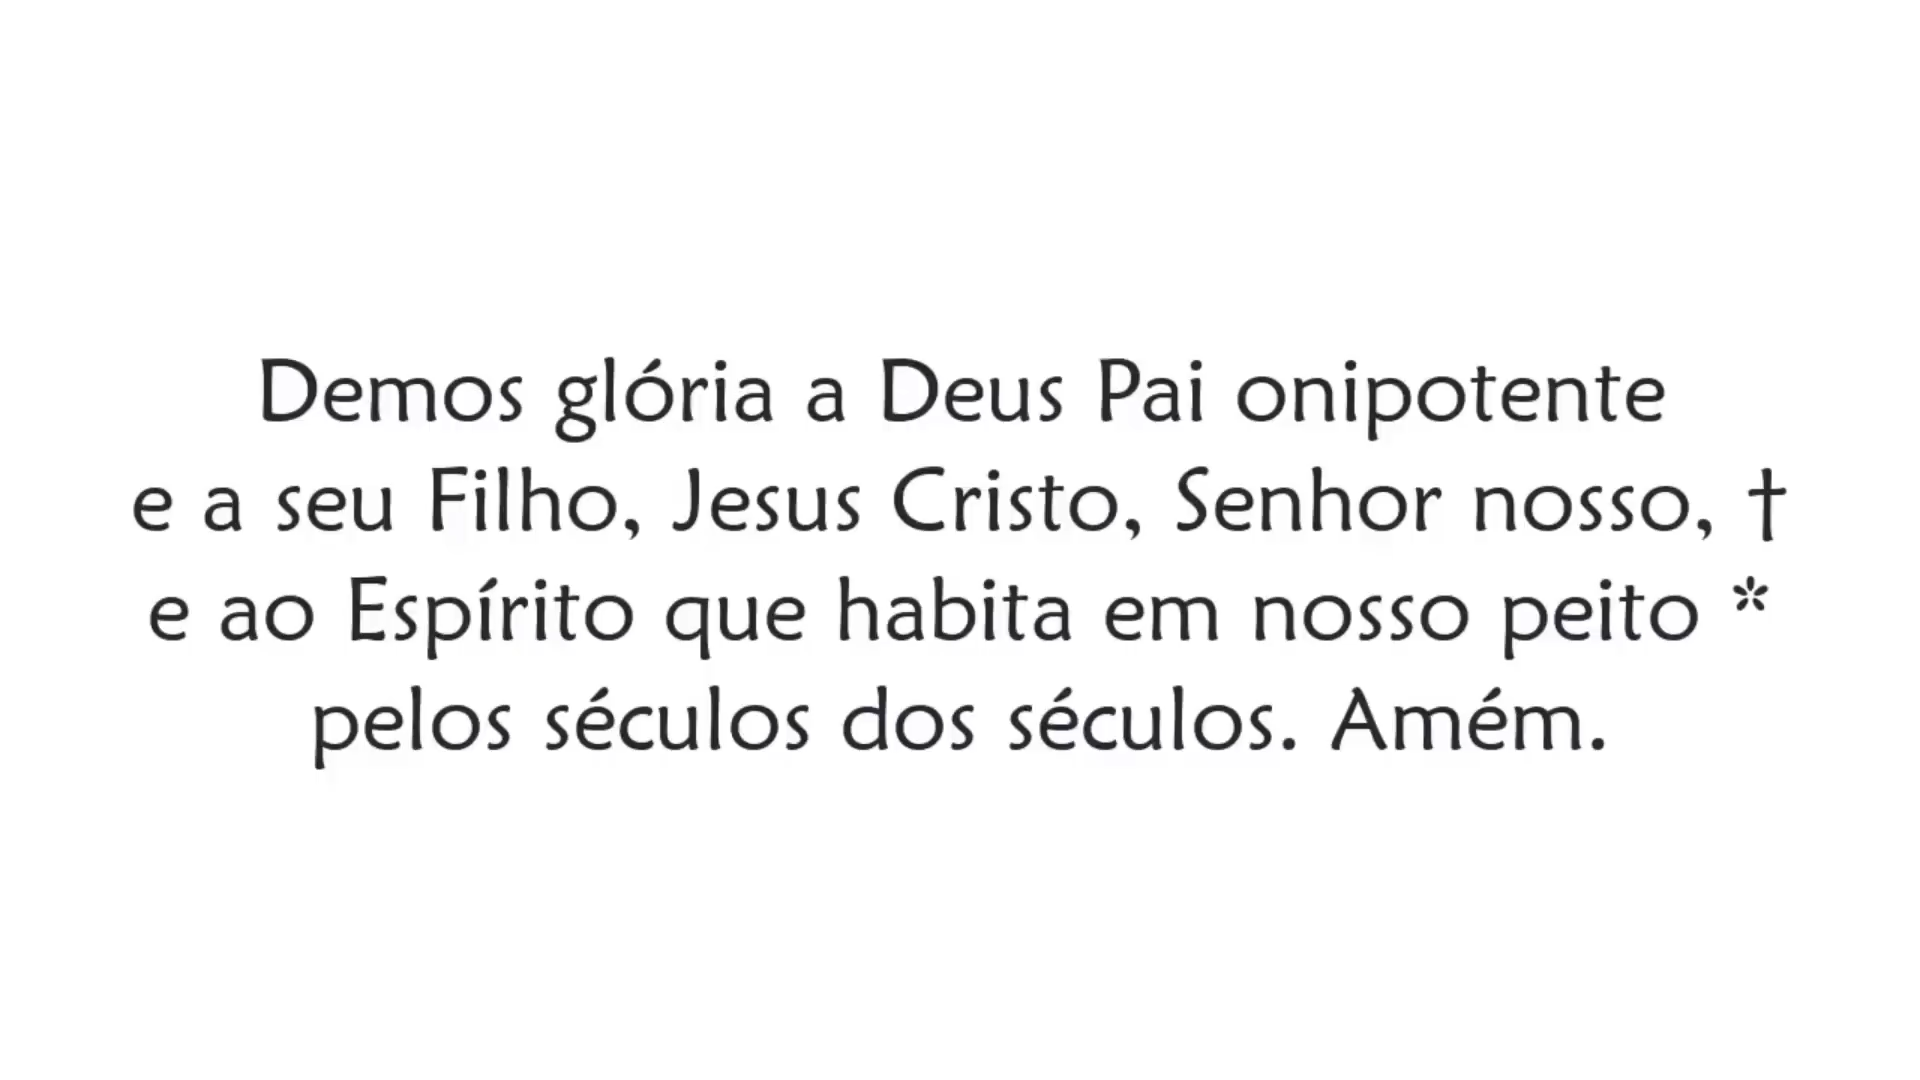 Demos glória a Deus Pai onipotente
e a seu Filho, Jesus Cristo, Senhor nosso, †
e ao Espírito que habita em nosso peito *
pelos séculos dos séculos. Amém.